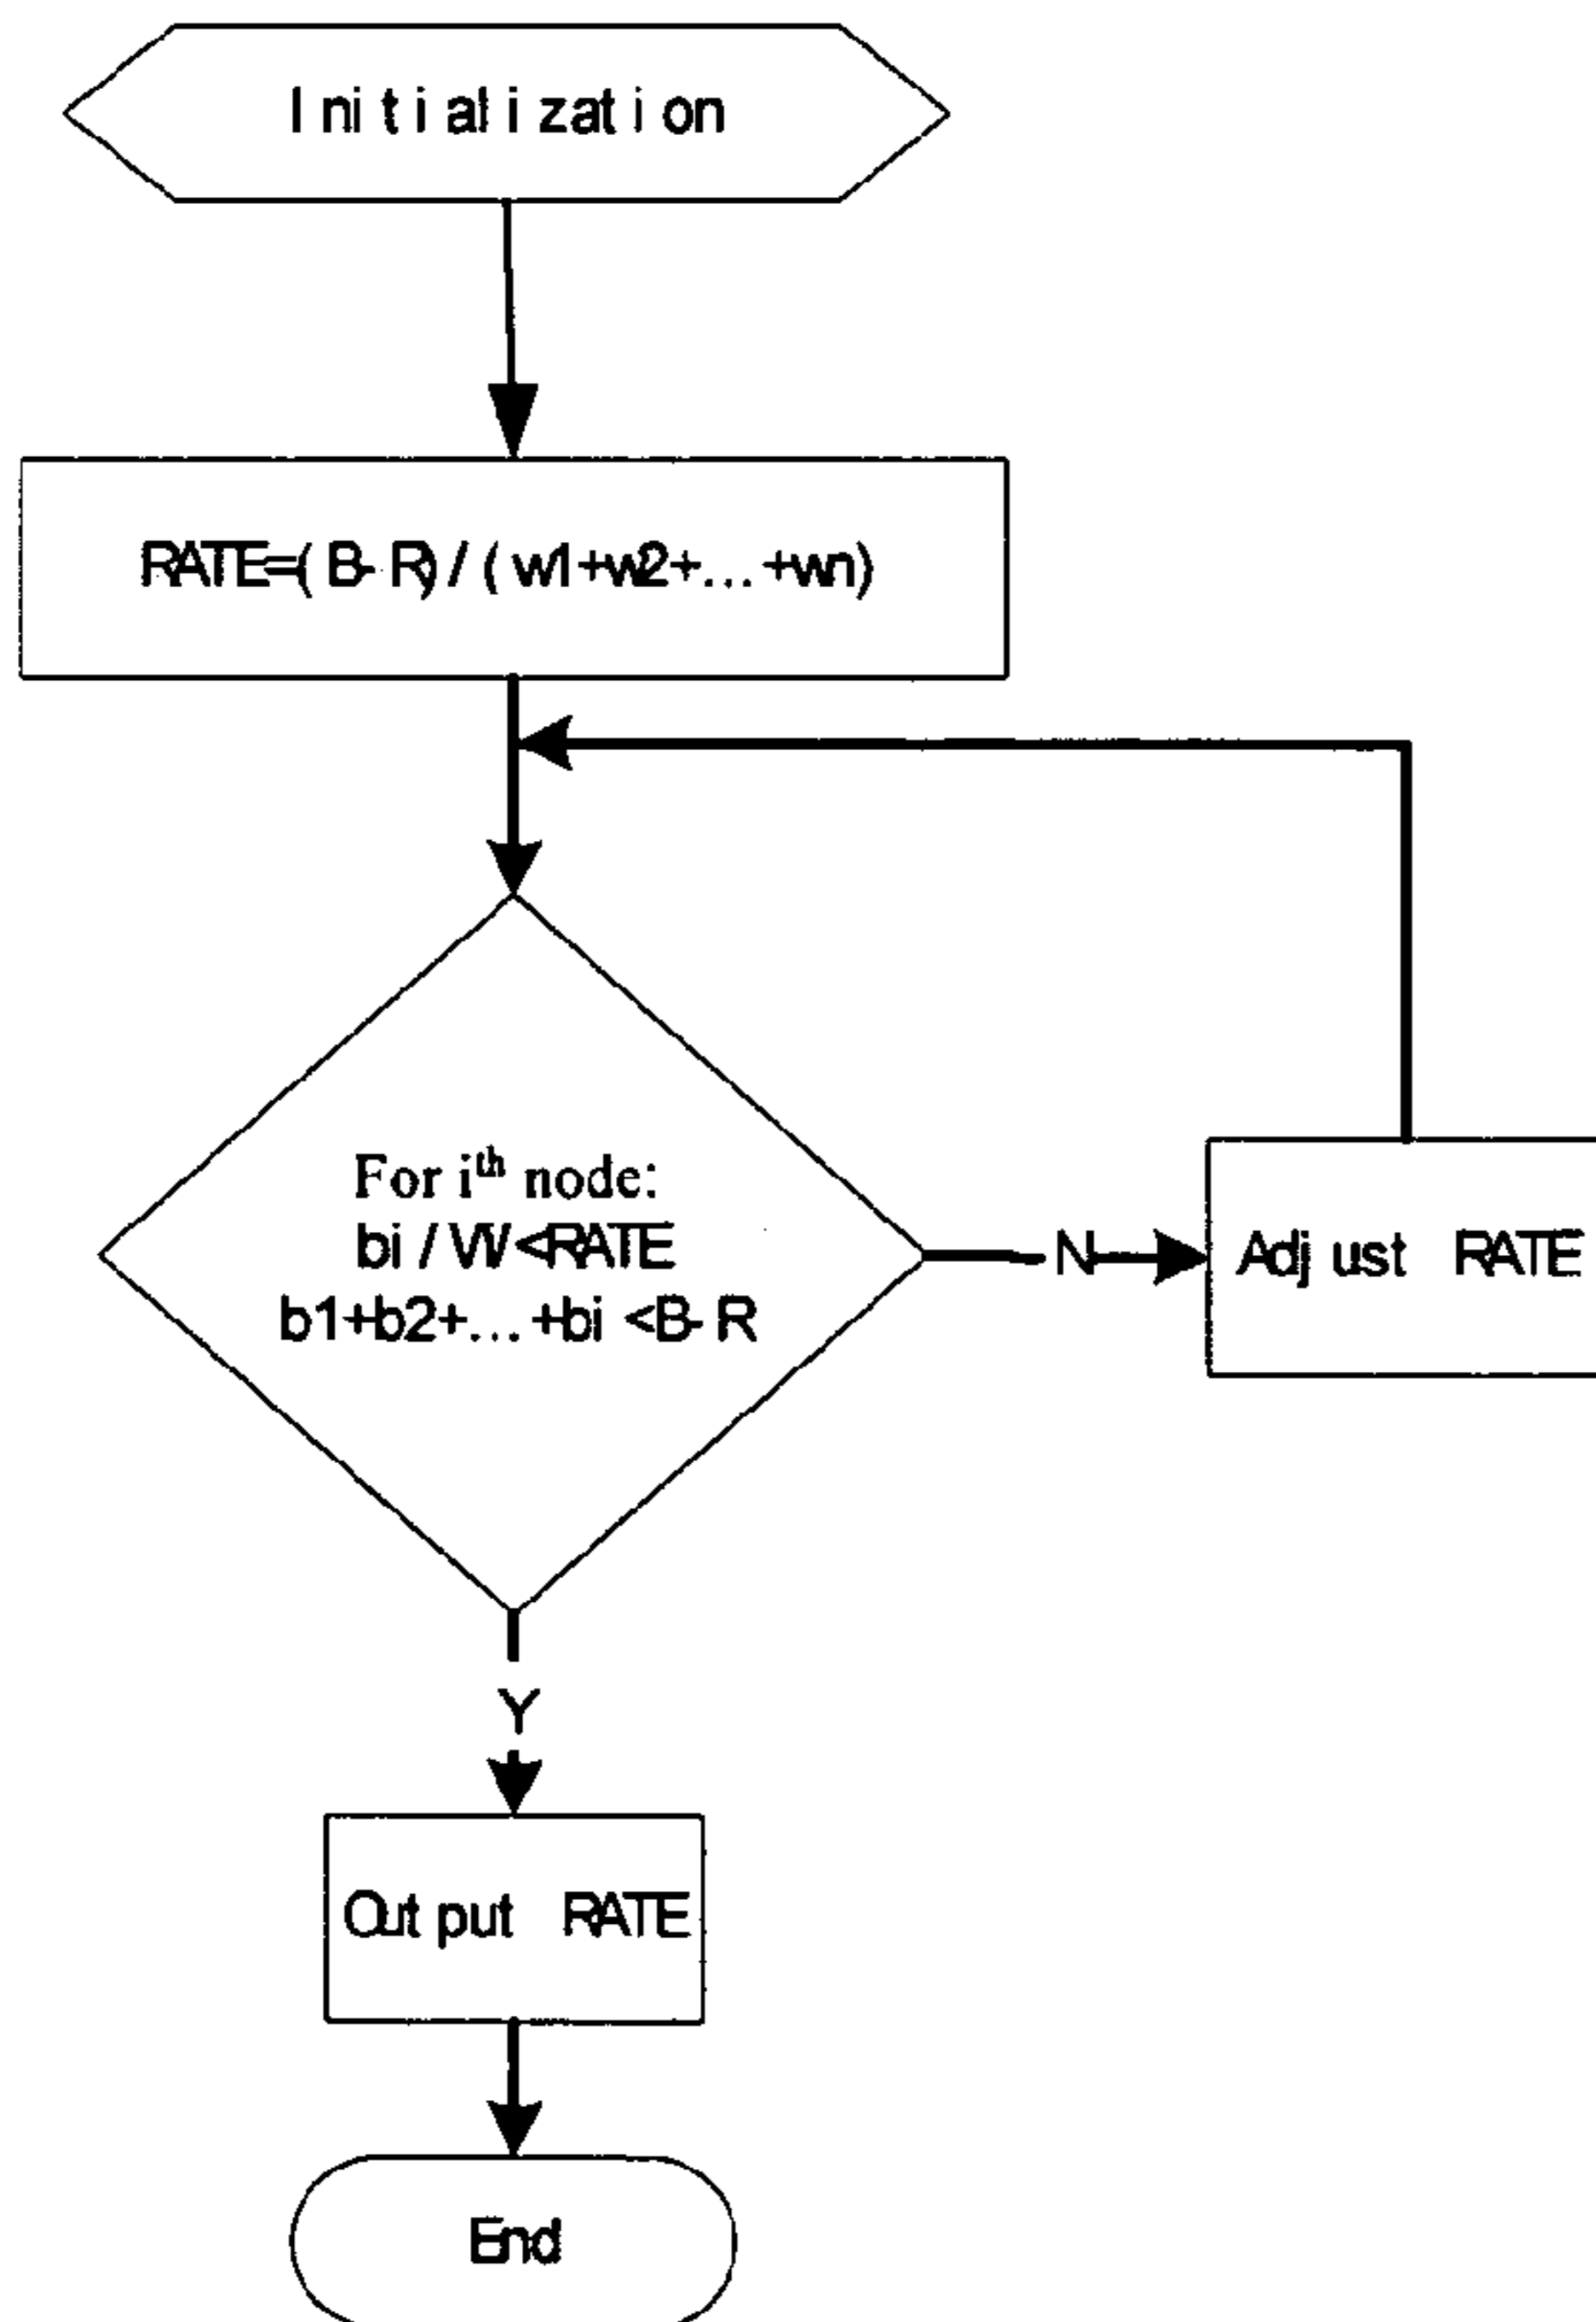 Initialization
RATE=(B-R)/(w1+w2+...+wn)
For iᵗʰ node:
bi/Wi<RATE
b1+b2+...+bi<B-R
N
Adjust RATE
Y
Output RATE
End